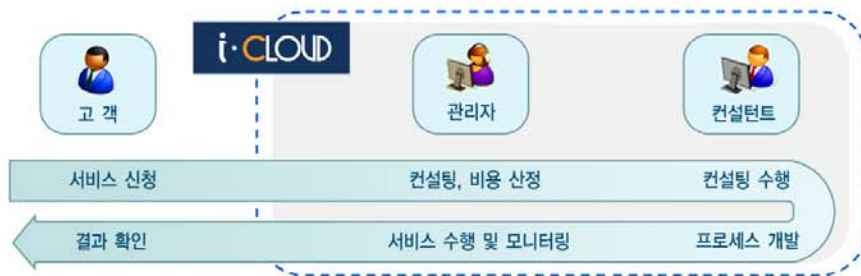 i·CLOUD
고 객
관리자
컨설턴트
서비스 신청
컨설팅, 비용 산정
컨설팅 수행
결과 확인
서비스 수행 및 모니터링
프로세스 개발